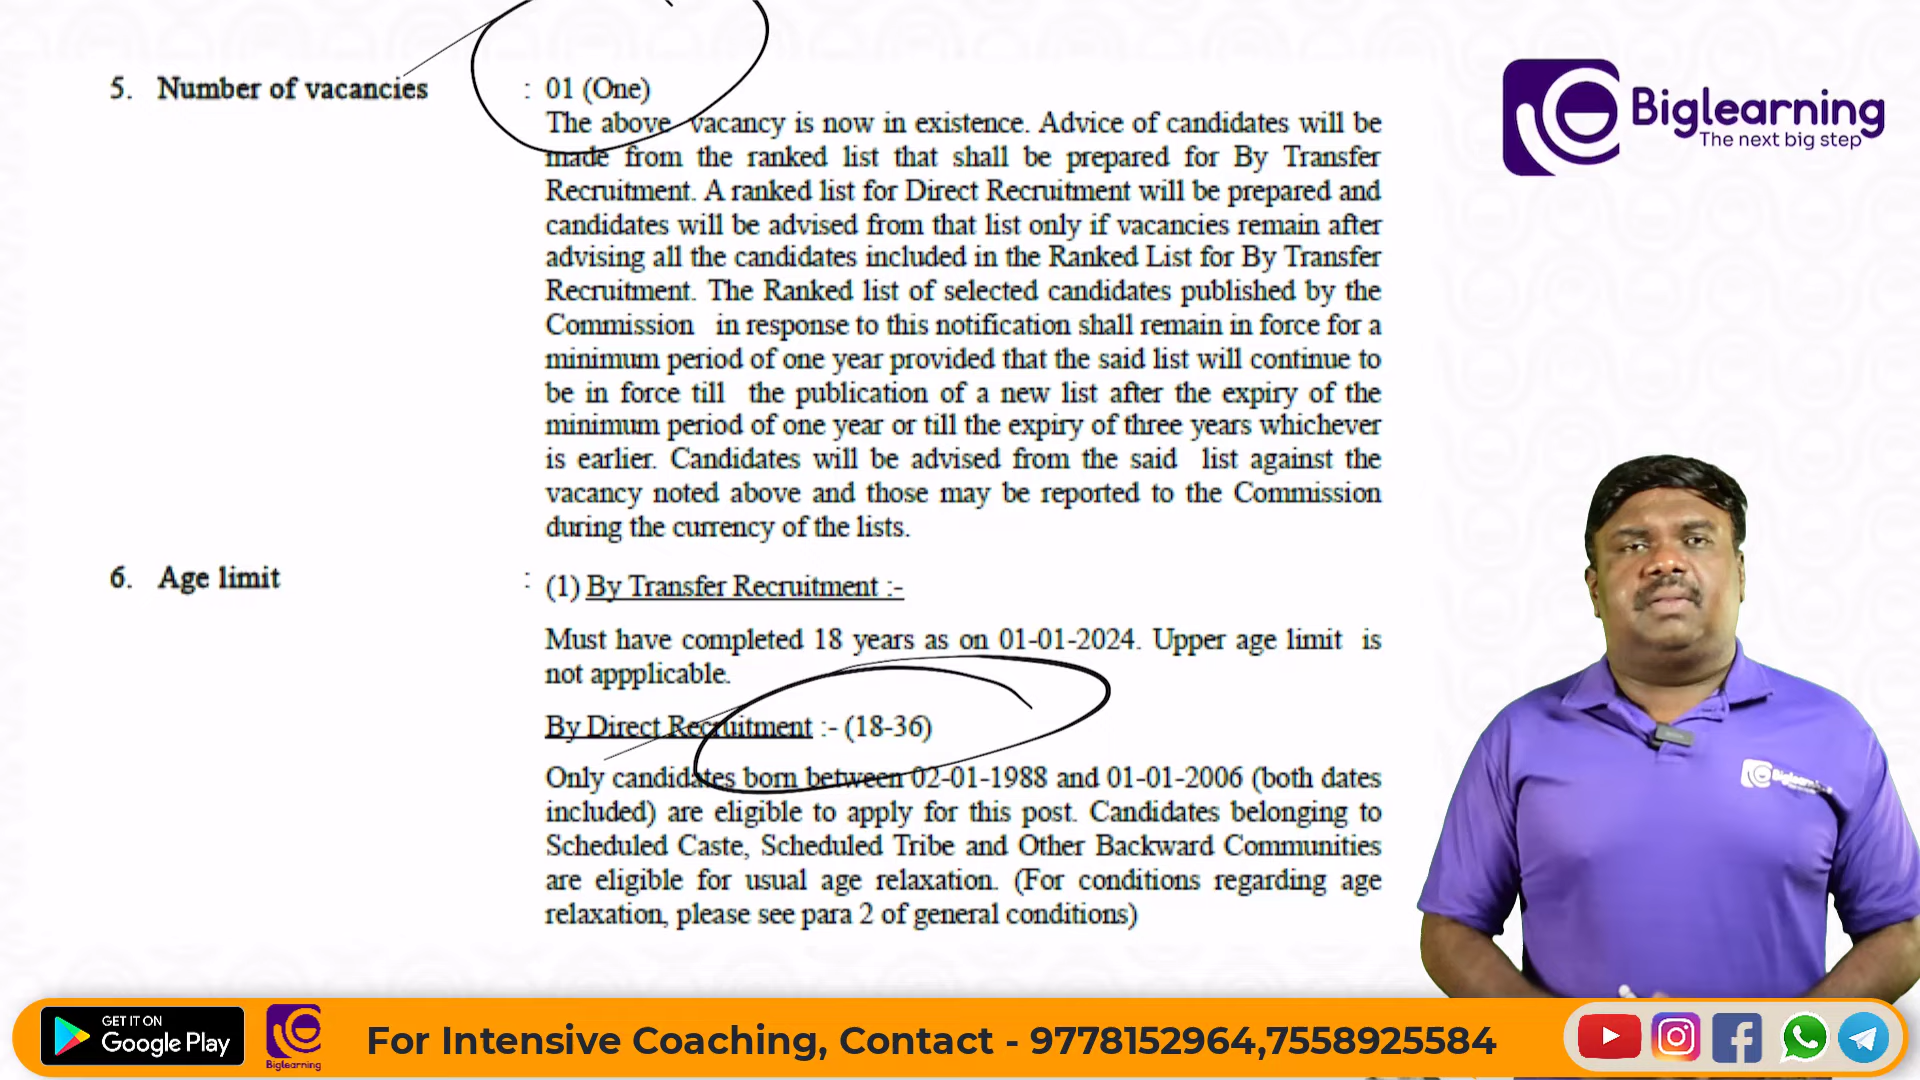 5. Number of vacancies : 01 (One)
The above vacancy is now in existence. Advice of candidates will be
made from the ranked list that shall be prepared for By Transfer
Recruitment. A ranked list for Direct Recruitment will be prepared and
candidates will be advised from that list only if vacancies remain after
advising all the candidates included in the Ranked List for By Transfer
Recruitment. The Ranked list of selected candidates published by the
Commission in response to this notification shall remain in force for a
minimum period of one year provided that the said list will continue to
be in force till the publication of a new list after the expiry of the
minimum period of one year or till the expiry of three years whichever
is earlier. Candidates will be advised from the said list against the
vacancy noted above and those may be reported to the Commission
during the currency of the lists.
6. Age limit : (1) By Transfer Recruitment :-
Must have completed 18 years as on 01-01-2024. Upper age limit is
not appplicable.
By Direct Recruitment :- (18-36)
Only candidates born between 02-01-1988 and 01-01-2006 (both dates
included) are eligible to apply for this post. Candidates belonging to
Scheduled Caste, Scheduled Tribe and Other Backward Communities
are eligible for usual age relaxation. (For conditions regarding age
relaxation, please see para 2 of general conditions)
Biglearning
The next big step
Biglearning
GET IT ON
Google Play
Biglearning
For Intensive Coaching, Contact - 9778152964,7558925584